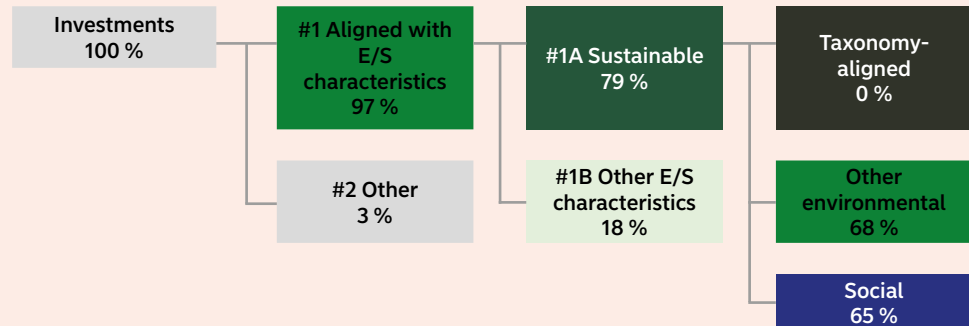 Investments
100 %
#1 Aligned with
E/S
characteristics
97 %
#2 Other
3 %
#1A Sustainable
79 %
#1B Other E/S
characteristics
18 %
Taxonomy-
aligned
0 %
Other
environmental
68 %
Social
65 %